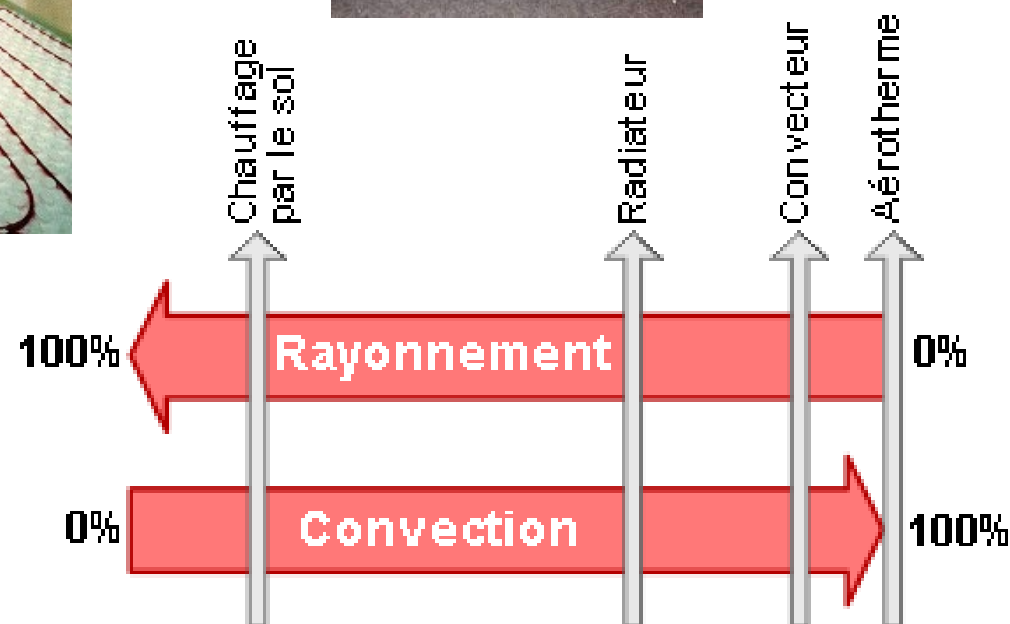 Chauffage
par le sol
Radiateur
Convecteur
Aérotherme
100%
Rayonnement
0%
0%
Convection
100%